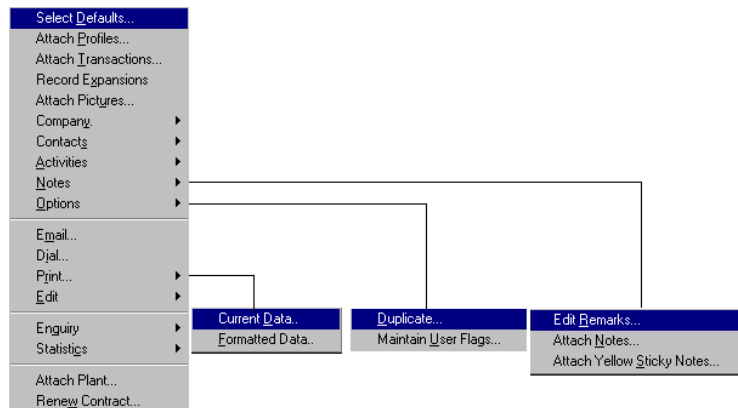 Select Defaults...
Attach Profiles...
Attach Transactions...
Record Expansions
Attach Pictures...
Company.
Contacts
Activities
Notes
Options
Email...
Dial...
Print...
Edit
Enquiry
Statistics
Attach Plant...
Renew Contract...
Current Data..
Formatted Data..
Duplicate...
Maintain User Flags...
Edit Remarks...
Attach Notes...
Attach Yellow Sticky Notes...